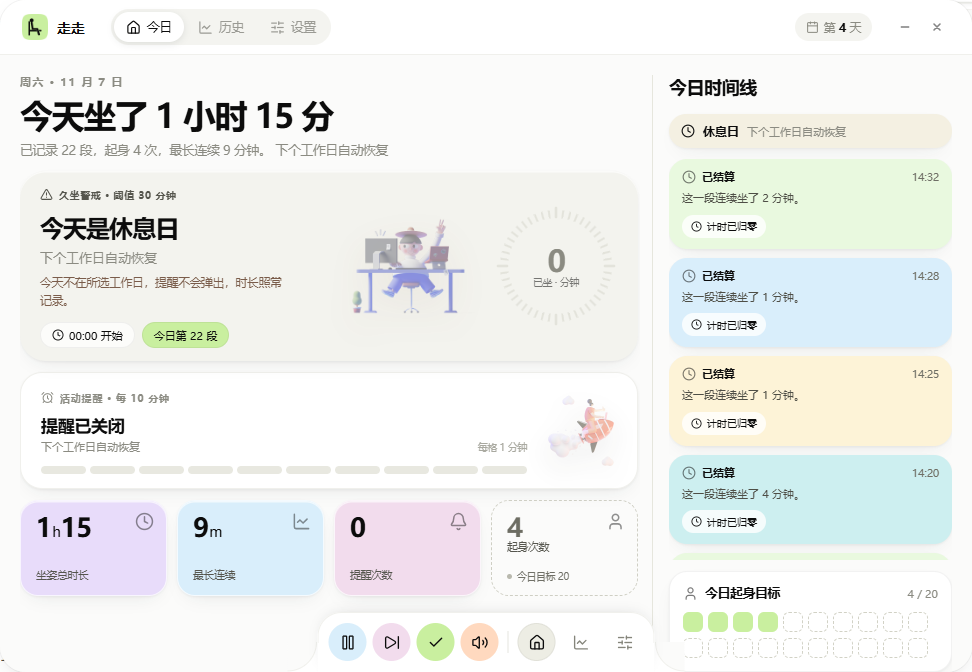 走走
今日
历史
设置
第 4 天
周六 • 11 月 7 日
今天坐了 1 小时 15 分
已记录 22 段，起身 4 次，最长连续 9 分钟。 下个工作日自动恢复
久坐警戒 • 阈值 30 分钟
今天是休息日
下个工作日自动恢复
今天不在所选工作日，提醒不会弹出，时长照常
记录。
00:00 开始
今日第 22 段
0
已坐 · 分钟
活动提醒 • 每 10 分钟
提醒已关闭
下个工作日自动恢复
每格 1 分钟
1h15
坐姿总时长
9m
最长连续
0
提醒次数
4
起身次数
今日目标 20
今日时间线
休息日 下个工作日自动恢复
已结算 14:32
这一段连续坐了 2 分钟。
计时已归零
已结算 14:28
这一段连续坐了 1 分钟。
计时已归零
已结算 14:25
这一段连续坐了 1 分钟。
计时已归零
已结算 14:20
这一段连续坐了 4 分钟。
计时已归零
今日起身目标 4 / 20